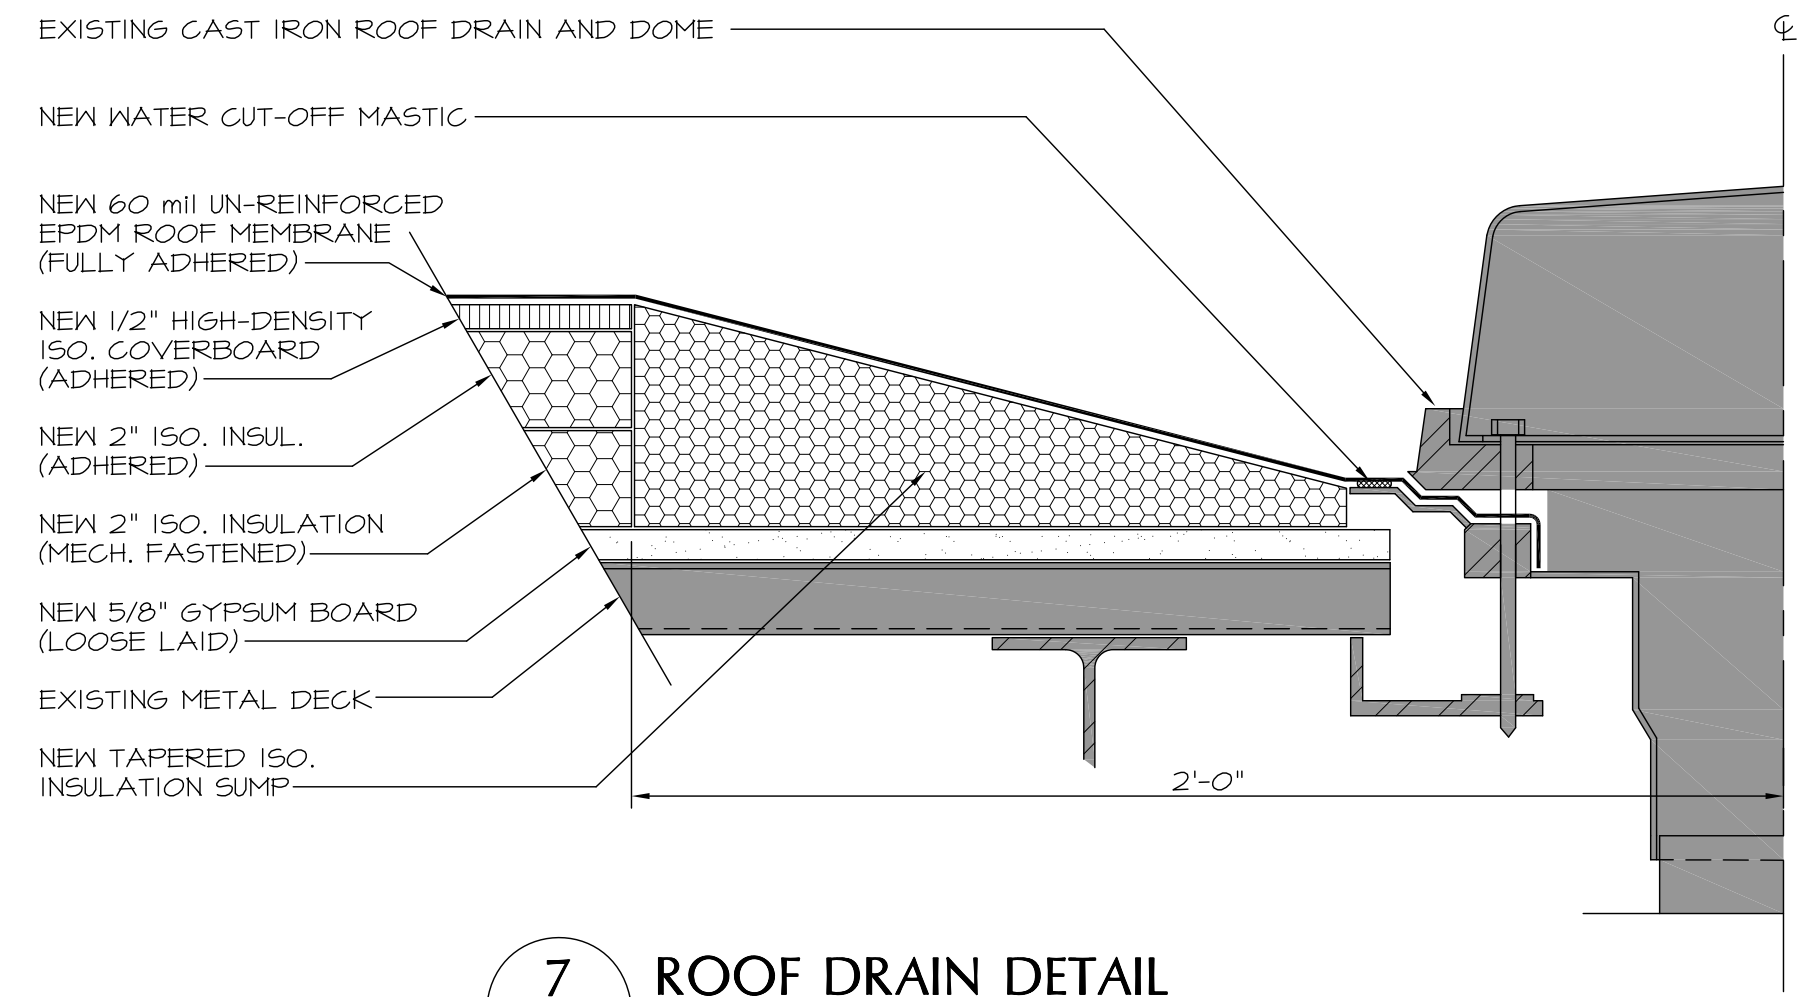 EXISTING CAST IRON ROOF DRAIN AND DOME
℄
NEW WATER CUT-OFF MASTIC
NEW 60 mil UN-REINFORCED
EPDM ROOF MEMBRANE
(FULLY ADHERED)
NEW 1/2" HIGH-DENSITY
ISO. COVERBOARD
(ADHERED)
NEW 2" ISO. INSUL.
(ADHERED)
NEW 2" ISO. INSULATION
(MECH. FASTENED)
NEW 5/8" GYPSUM BOARD
(LOOSE LAID)
EXISTING METAL DECK
NEW TAPERED ISO.
INSULATION SUMP
2'-0"
7 ROOF DRAIN DETAIL